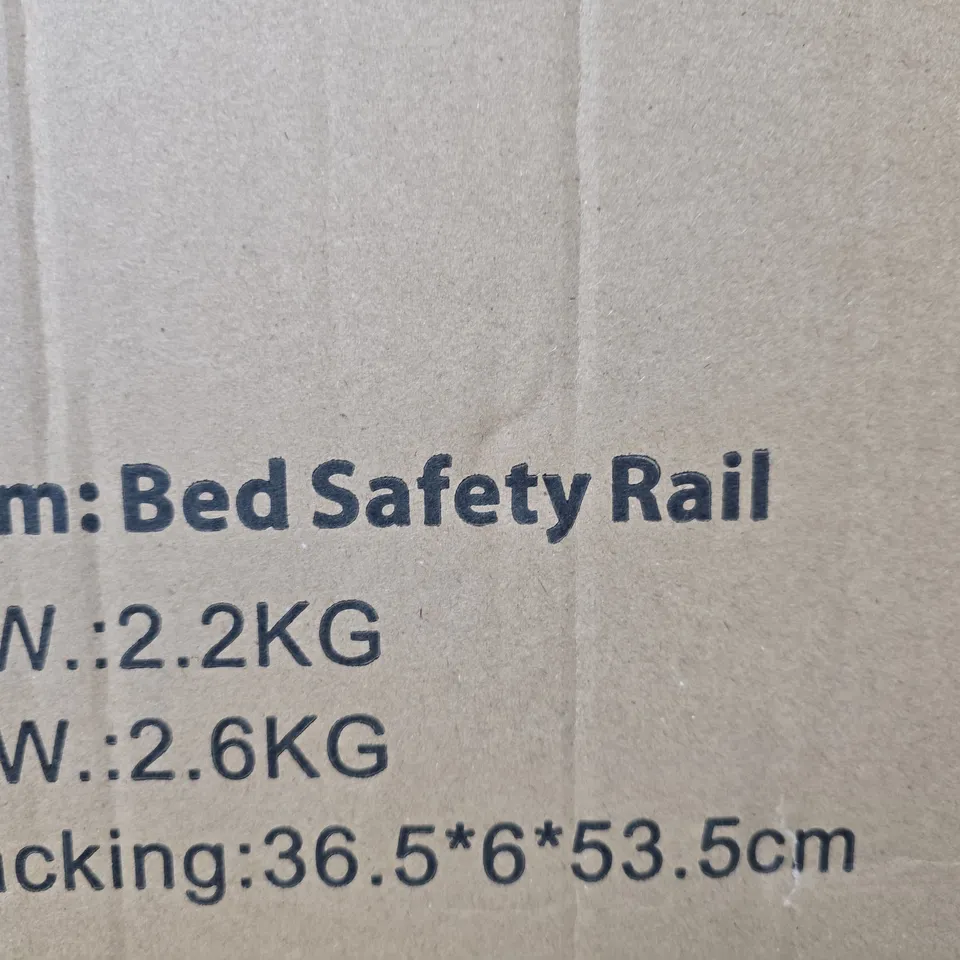 m: Bed Safety Rail
W.:2.2KG
W.:2.6KG
acking:36.5*6*53.5cm